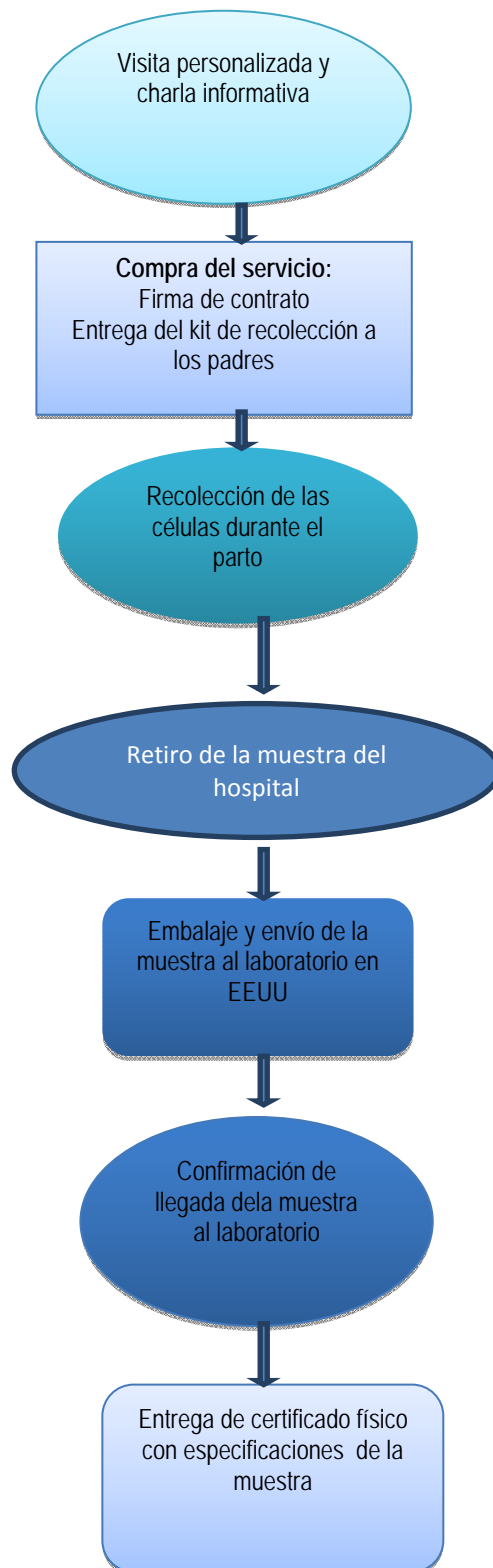 Visita personalizada y
charla informativa
Compra del servicio:
Firma de contrato
Entrega del kit de recolección a
los padres
Recolección de las
células durante el
parto
Retiro de la muestra del
hospital
Embalaje y envío de la
muestra al laboratorio en
EEUU
Confirmación de
llegada dela muestra
al laboratorio
Entrega de certificado físico
con especificaciones de la
muestra